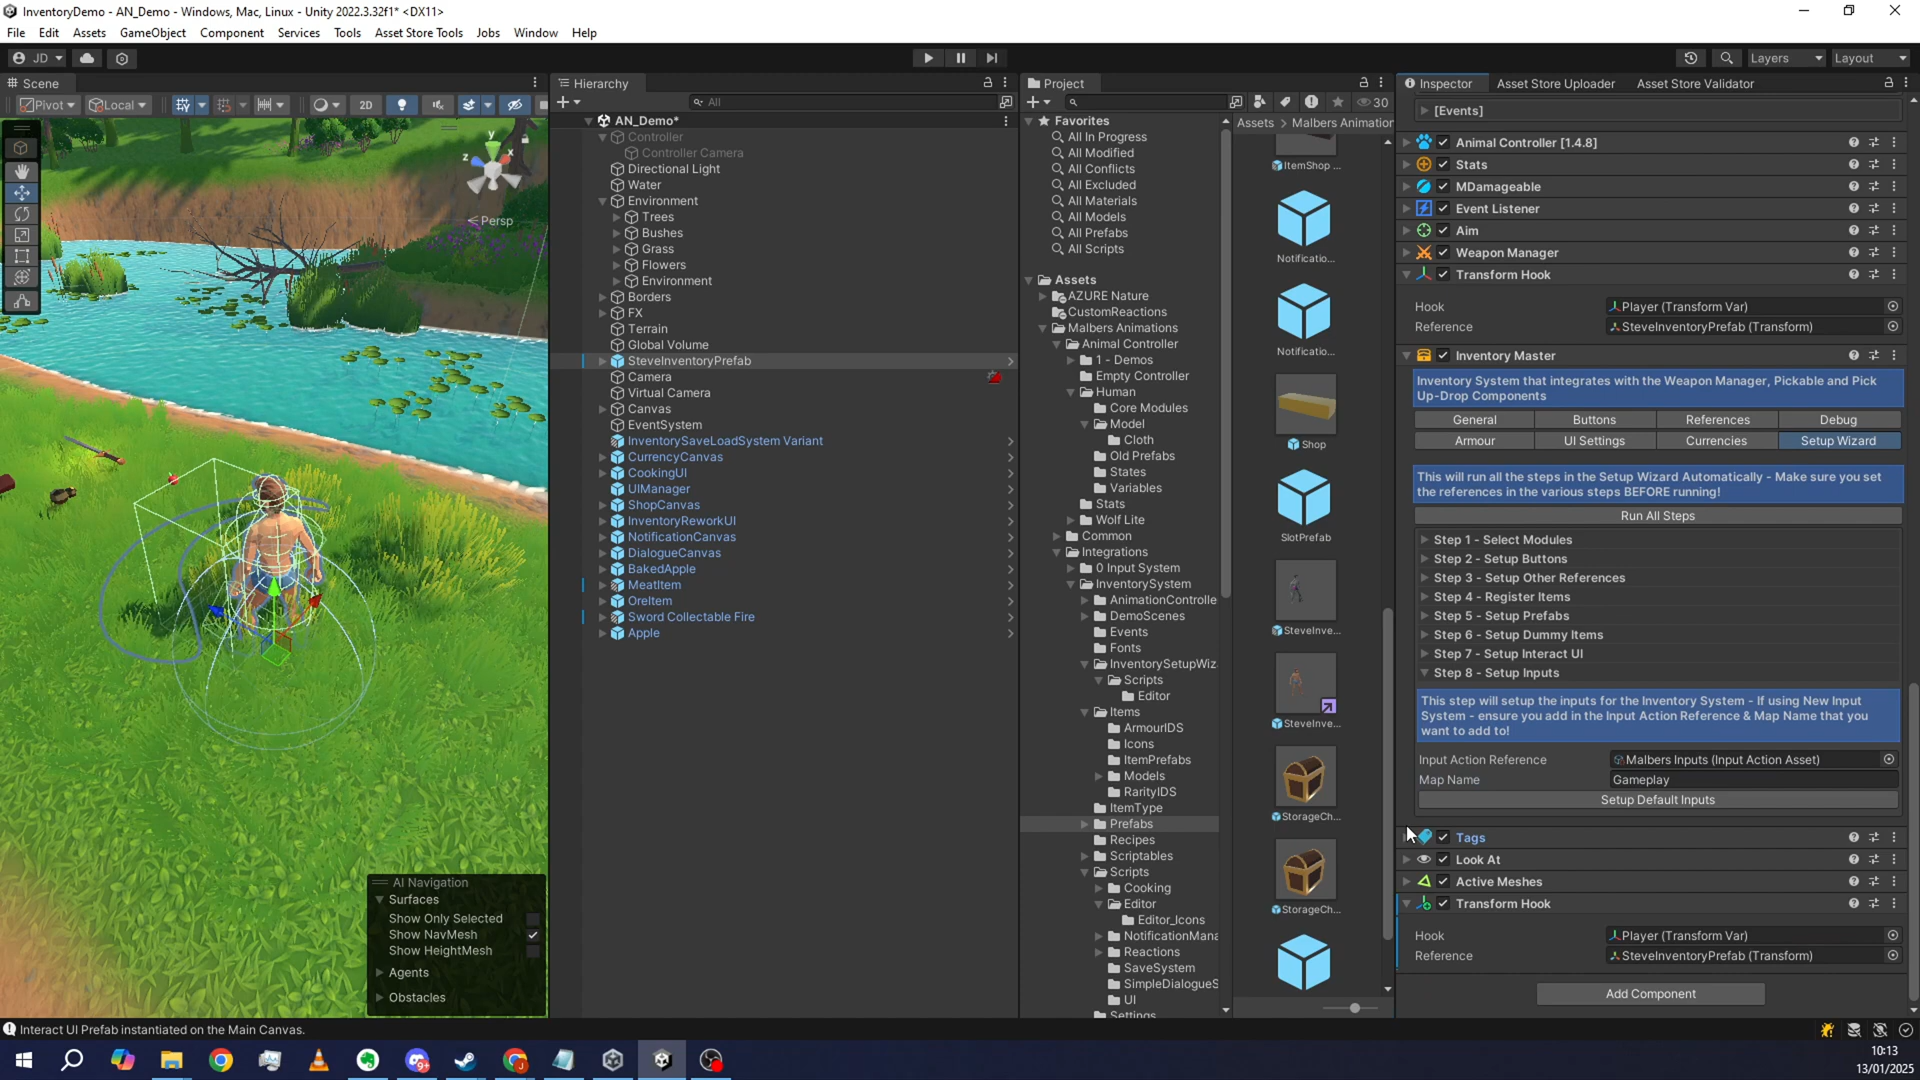 InventoryDemo - AN_Demo - Windows, Mac, Linux - Unity 2022.3.32f1* <DX11>
File Edit Assets GameObject Component Services Tools Asset Store Tools Jobs Window Help
JD
Layers
Layout
Scene
Pivot
Local
2D
y
x
z
Persp
AI Navigation
Surfaces
Show Only Selected
Show NavMesh
Show HeightMesh
Agents
Obstacles
Hierarchy
All
AN_Demo*
Controller
Controller Camera
Directional Light
Water
Environment
Trees
Bushes
Grass
Flowers
Environment
Borders
FX
Terrain
Global Volume
SteveInventoryPrefab
Camera
Virtual Camera
Canvas
EventSystem
InventorySaveLoadSystem Variant
CurrencyCanvas
CookingUI
UIManager
ShopCanvas
InventoryReworkUI
NotificationCanvas
DialogueCanvas
BakedApple
MeatItem
OreItem
Sword Collectable Fire
Apple
Project
30
Favorites
All In Progress
All Modified
All Conflicts
All Excluded
All Materials
All Models
All Prefabs
All Scripts
Assets
AZURE Nature
CustomReactions
Malbers Animations
Animal Controller
1 - Demos
Empty Controller
Human
Core Modules
Model
Cloth
Old Prefabs
States
Variables
Stats
Wolf Lite
Common
Integrations
0 Input System
InventorySystem
AnimationControlle
DemoScenes
Events
Fonts
InventorySetupWiz
Scripts
Editor
Items
ArmourIDS
Icons
ItemPrefabs
Models
RarityIDS
ItemType
Prefabs
Recipes
Scriptables
Scripts
Cooking
Editor
Editor_Icons
NotificationMana
Reactions
SaveSystem
SimpleDialogueS
UI
Settings
Assets > Malbers Animation
ItemShop ...
Notificatio...
Notificatio...
Shop
SlotPrefab
SteveInve...
SteveInve...
StorageCh...
StorageCh...
Inspector
Asset Store Uploader
Asset Store Validator
[Events]
Animal Controller [1.4.8]
Stats
MDamageable
Event Listener
Aim
Weapon Manager
Transform Hook
Hook
Player (Transform Var)
Reference
SteveInventoryPrefab (Transform)
Inventory Master
Inventory System that integrates with the Weapon Manager, Pickable and Pick
Up-Drop Components
General Buttons References Debug
Armour UI Settings Currencies Setup Wizard
This will run all the steps in the Setup Wizard Automatically - Make sure you set
the references in the various steps BEFORE running!
Run All Steps
Step 1 - Select Modules
Step 2 - Setup Buttons
Step 3 - Setup Other References
Step 4 - Register Items
Step 5 - Setup Prefabs
Step 6 - Setup Dummy Items
Step 7 - Setup Interact UI
Step 8 - Setup Inputs
This step will setup the inputs for the Inventory System - If using New Input
System - ensure you add in the Input Action Reference & Map Name that you
want to add to!
Input Action Reference
Malbers Inputs (Input Action Asset)
Map Name
Gameplay
Setup Default Inputs
Tags
Look At
Active Meshes
Transform Hook
Hook
Player (Transform Var)
Reference
SteveInventoryPrefab (Transform)
Add Component
Interact UI Prefab instantiated on the Main Canvas.
9+
10:13
13/01/2025